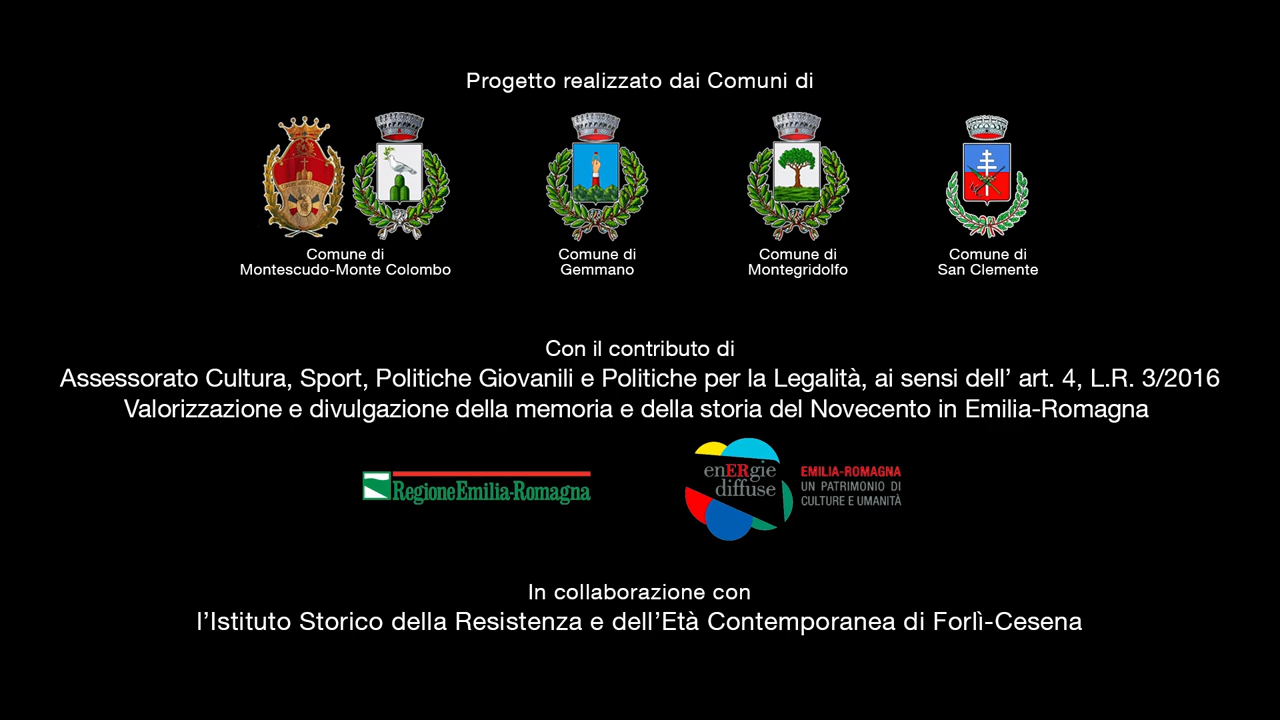 Progetto realizzato dai Comuni di
Comune di
Montescudo-Monte Colombo
Comune di
Gemmano
Comune di
Montegridolfo
Comune di
San Clemente
Con il contributo di
Assessorato Cultura, Sport, Politiche Giovanili e Politiche per la Legalità, ai sensi dell’ art. 4, L.R. 3/2016
Valorizzazione e divulgazione della memoria e della storia del Novecento in Emilia-Romagna
RegioneEmilia-Romagna
enERgie
diffuse
EMILIA-ROMAGNA
UN PATRIMONIO DI
CULTURE E UMANITÀ
In collaborazione con
l’Istituto Storico della Resistenza e dell’Età Contemporanea di Forlì-Cesena